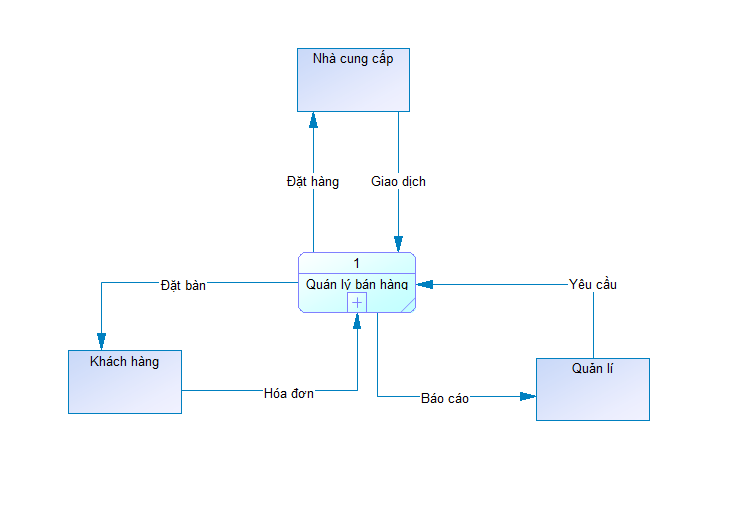 Nhà cung cấp
Đặt hàng
Giao dịch
1
Quán lý bán hàng
Đặt bàn
Yêu cầu
Khách hàng
Quản lí
Hóa đơn
Báo cáo